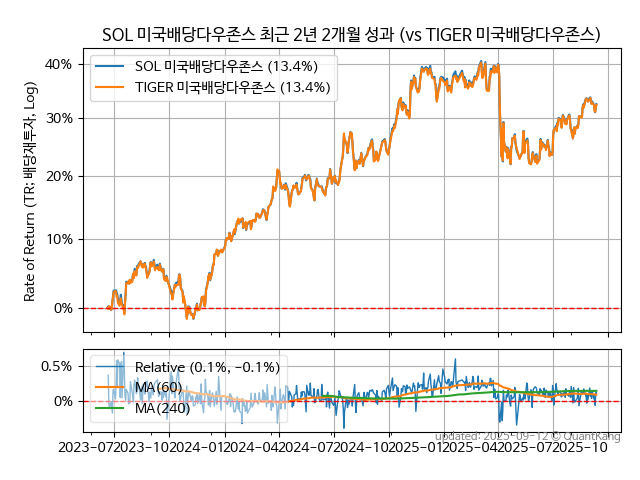 SOL 미국배당다우존스 최근 2년 2개월 성과 (vs TIGER 미국배당다우존스)
Rate of Return (TR: 배당재투자, Log)
40%
30%
20%
10%
0%
SOL 미국배당다우존스 (13.4%)
TIGER 미국배당다우존스 (13.4%)
0.5%
0%
Relative (0.1%, −0.1%)
MA(60)
MA(240)
2023-07 2023-10 2024-01 2024-04 2024-07 2024-10 2025-01 2025-04 2025-07 2025-10
updated: 2025-09-12 © QuantKang